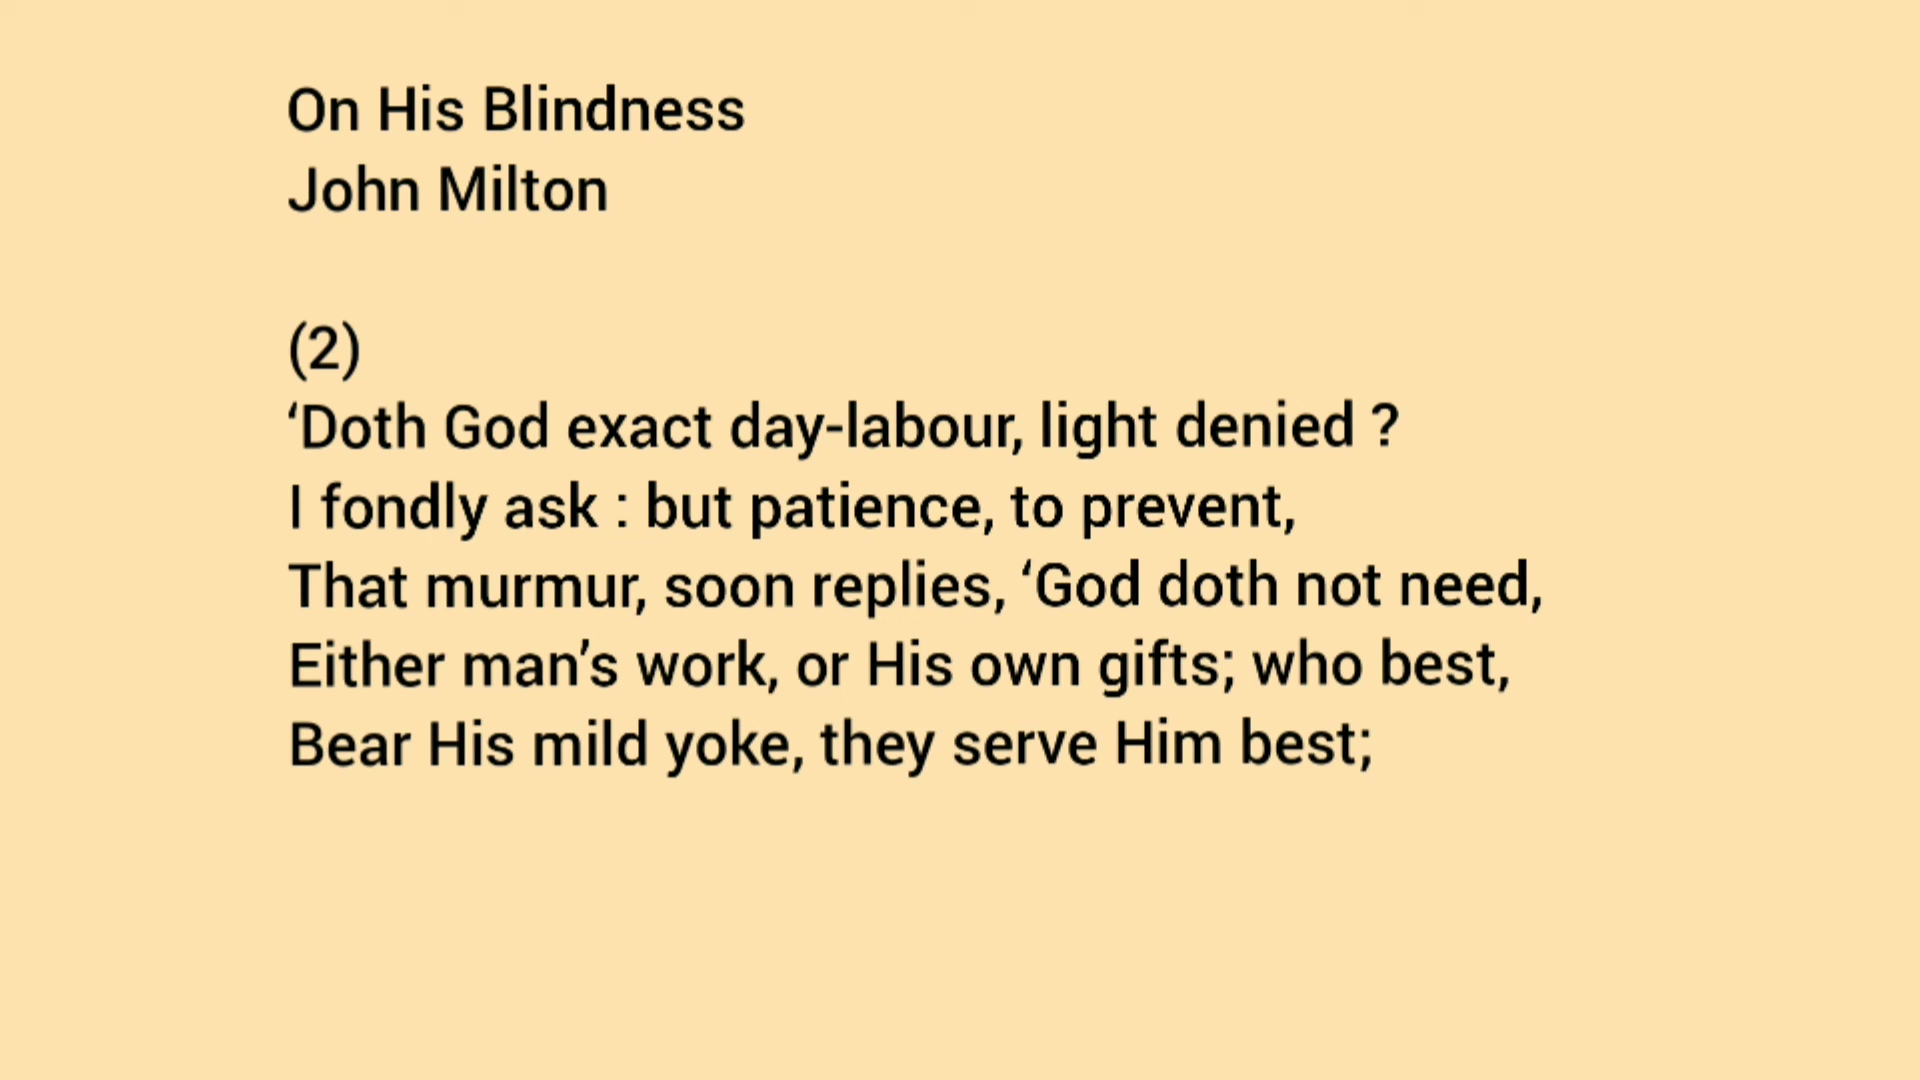 On His Blindness
John Milton
(2)
‘Doth God exact day-labour, light denied ?
I fondly ask : but patience, to prevent,
That murmur, soon replies, ‘God doth not need,
Either man’s work, or His own gifts; who best,
Bear His mild yoke, they serve Him best;